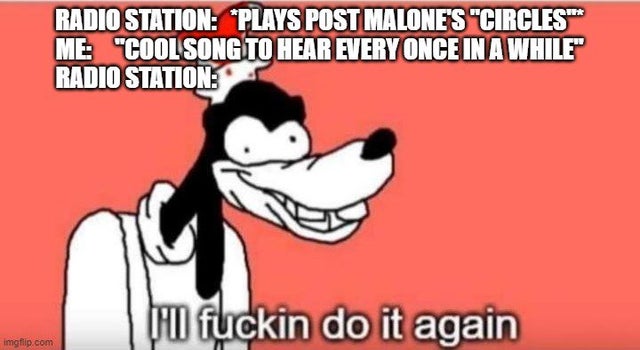 RADIO STATION: *PLAYS POST MALONE'S "CIRCLES"*
ME: "COOL SONG TO HEAR EVERY ONCE IN A WHILE"
RADIO STATION:
I'll fuckin do it again
imgflip.com